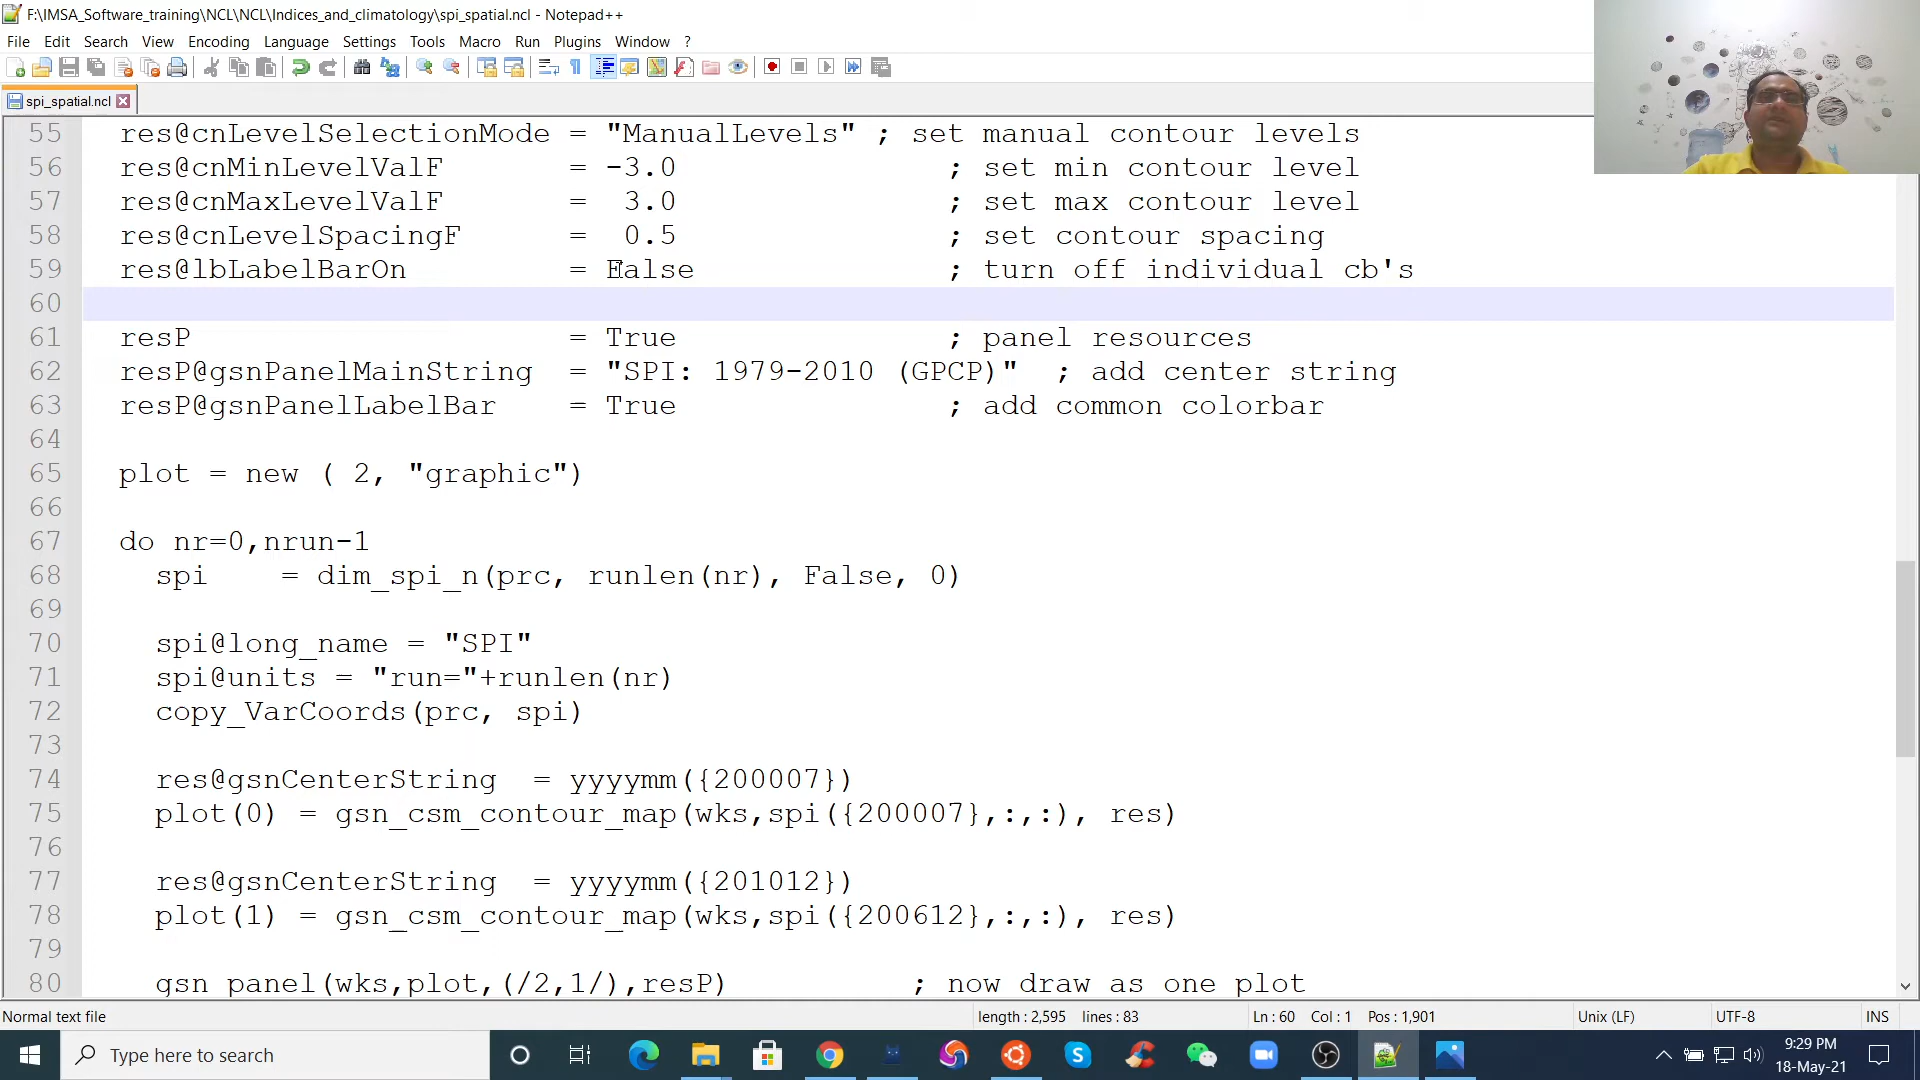 F:\IMSA_Software_training\NCL\NCL\Indices_and_climatology\spi_spatial.ncl - Notepad++
File Edit Search View Encoding Language Settings Tools Macro Run Plugins Window ?
spi_spatial.ncl
55 res@cnLevelSelectionMode = "ManualLevels" ; set manual contour levels
56 res@cnMinLevelValF = -3.0 ; set min contour level
57 res@cnMaxLevelValF = 3.0 ; set max contour level
58 res@cnLevelSpacingF = 0.5 ; set contour spacing
59 res@lbLabelBarOn = False ; turn off individual cb's
60
61 resP = True ; panel resources
62 resP@gsnPanelMainString = "SPI: 1979-2010 (GPCP)" ; add center string
63 resP@gsnPanelLabelBar = True ; add common colorbar
64
65 plot = new ( 2, "graphic")
66
67 do nr=0,nrun-1
68 spi = dim_spi_n(prc, runlen(nr), False, 0)
69
70 spi@long_name = "SPI"
71 spi@units = "run="+runlen(nr)
72 copy_VarCoords(prc, spi)
73
74 res@gsnCenterString = yyyymm({200007})
75 plot(0) = gsn_csm_contour_map(wks,spi({200007},:,:), res)
76
77 res@gsnCenterString = yyyymm({201012})
78 plot(1) = gsn_csm_contour_map(wks,spi({200612},:,:), res)
79
80 gsn_panel(wks,plot,(/2,1/),resP) ; now draw as one plot
Normal text file length : 2,595 lines : 83 Ln : 60 Col : 1 Pos : 1,901 Unix (LF) UTF-8 INS
Type here to search
9:29 PM
18-May-21